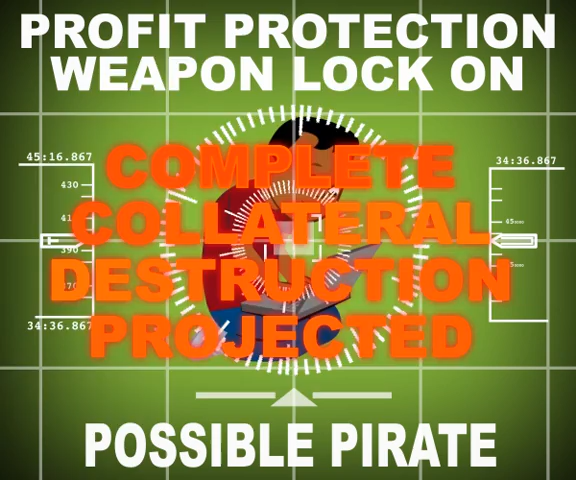 PROFIT PROTECTION
WEAPON LOCK ON
45:16.867
34:36.867
COMPLETE
430
COLLATERAL
45mm
390
DESTRUCTION
34:36.867
PROJECTED
POSSIBLE PIRATE